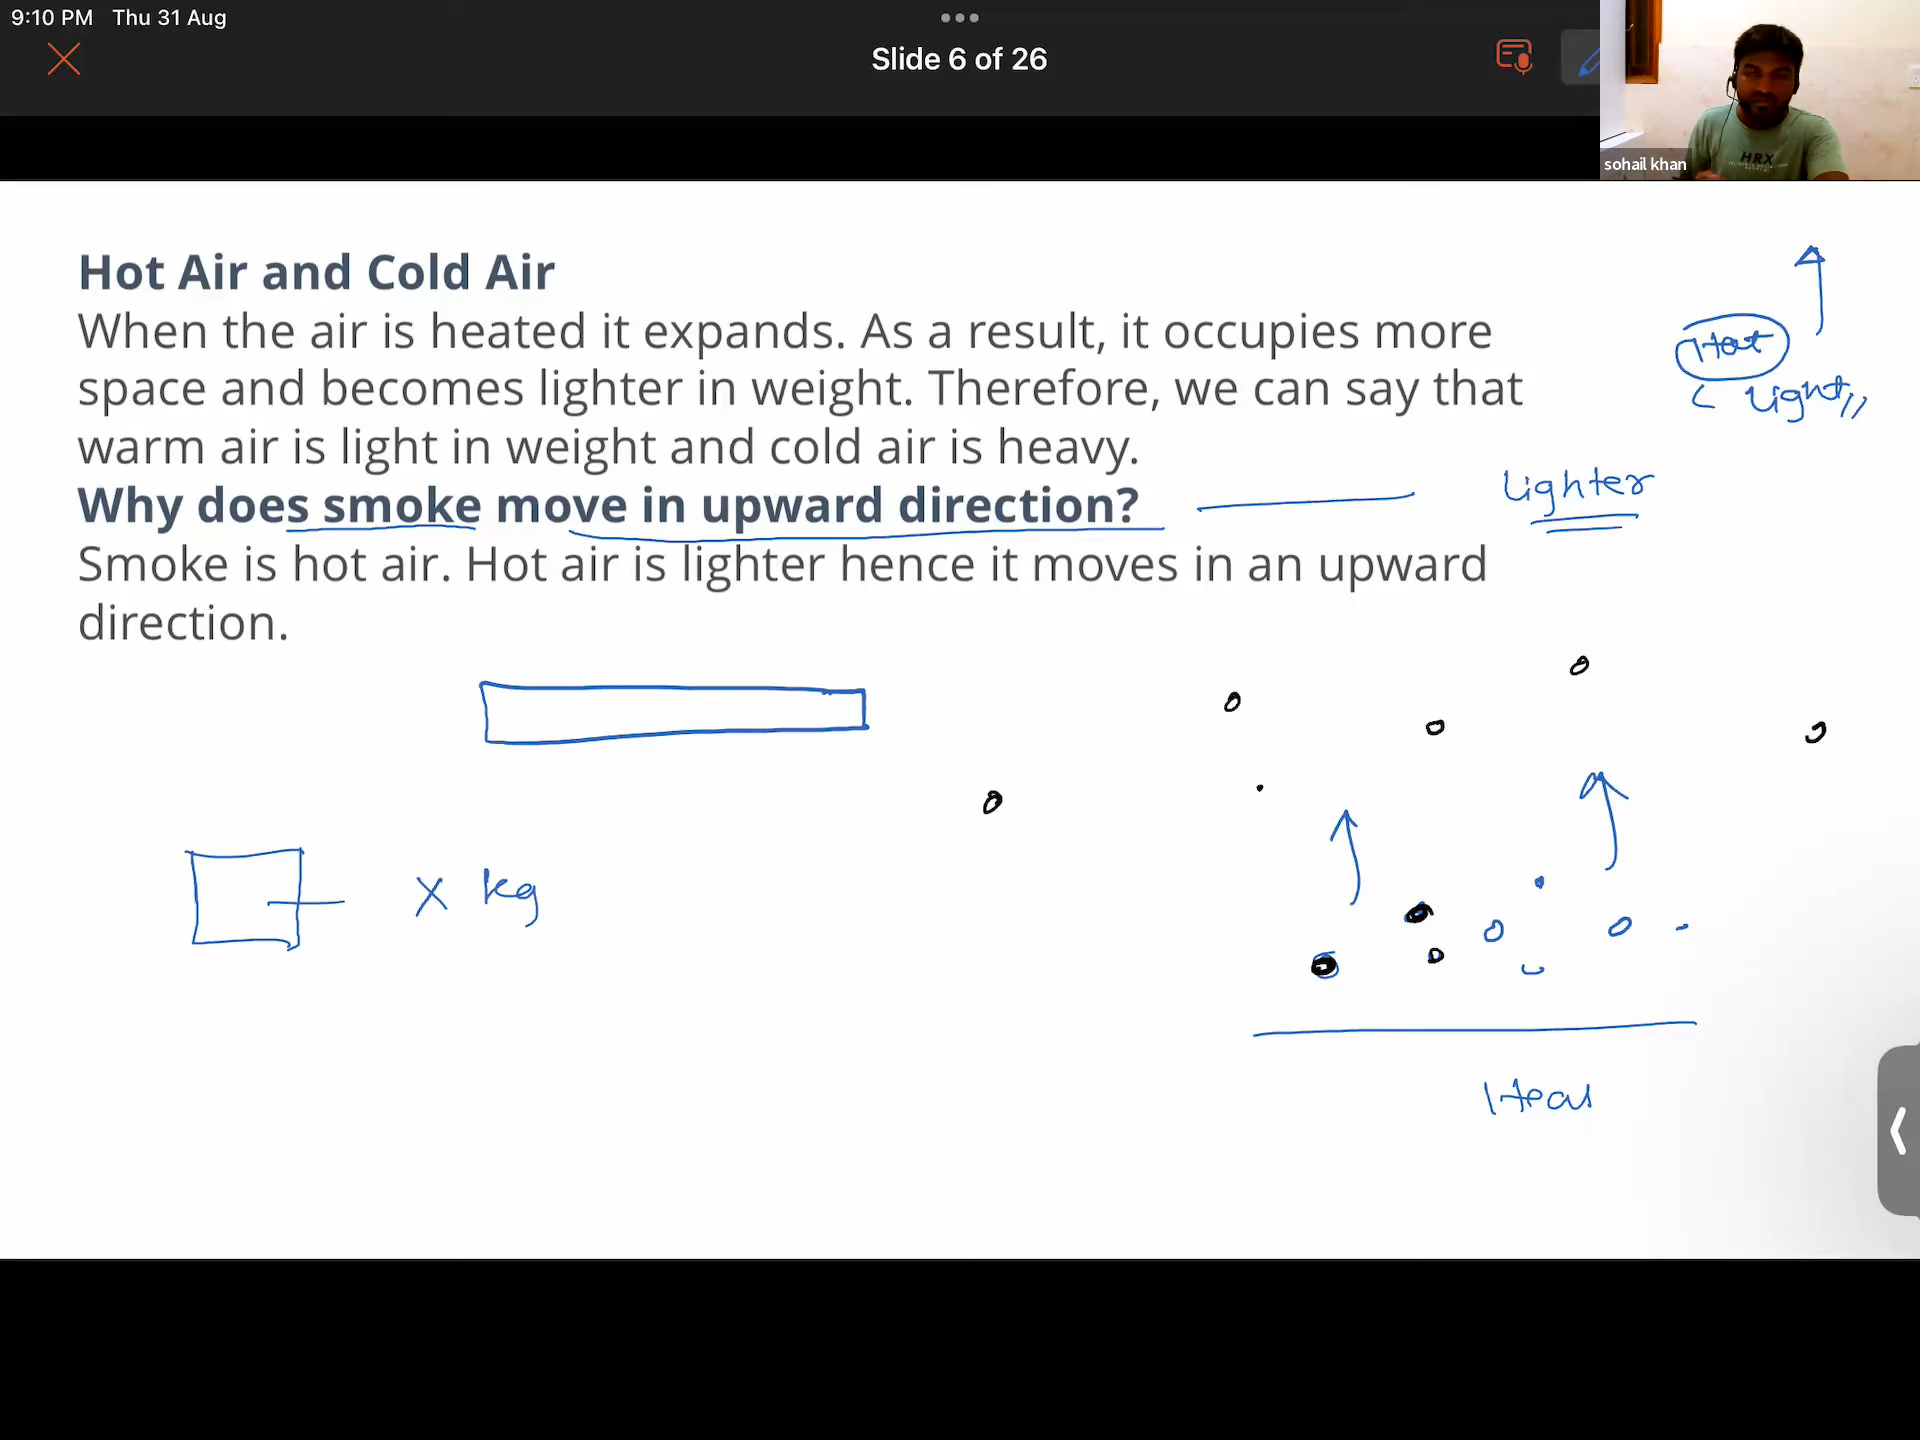 9:10 PM Thu 31 Aug
Slide 6 of 26
HRX
sohail khan
Hot Air and Cold Air
When the air is heated it expands. As a result, it occupies more
space and becomes lighter in weight. Therefore, we can say that
warm air is light in weight and cold air is heavy.
Why does smoke move in upward direction?
Smoke is hot air. Hot air is lighter hence it moves in an upward
direction.
Hot
Light
Lighter
X kg
Heat